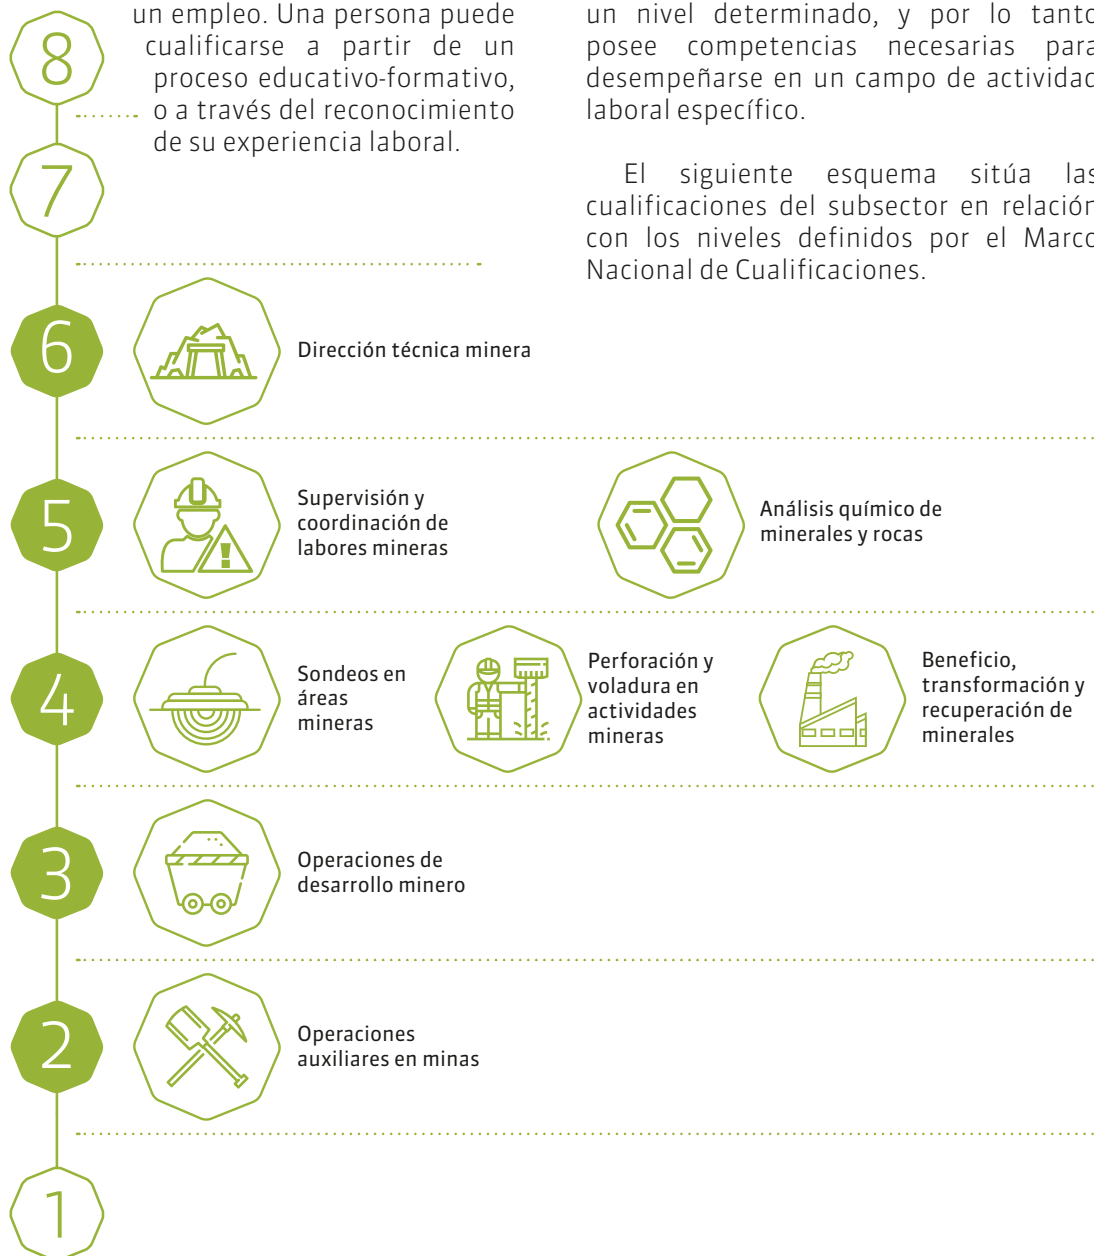 un empleo. Una persona puede
cualificarse a partir de un
proceso educativo-formativo,
o a través del reconocimiento
de su experiencia laboral.
un nivel determinado, y por lo tanto
posee competencias necesarias para
desempeñarse en un campo de actividad
laboral específico.
El siguiente esquema sitúa las
cualificaciones del subsector en relación
con los niveles definidos por el Marco
Nacional de Cualificaciones.
8
7
6
Dirección técnica minera
5
Supervisión y
coordinación de
labores mineras
Análisis químico de
minerales y rocas
4
Sondeos en
áreas
mineras
Perforación y
voladura en
actividades
mineras
Beneficio,
transformación y
recuperación de
minerales
3
Operaciones de
desarrollo minero
2
Operaciones
auxiliares en minas
1